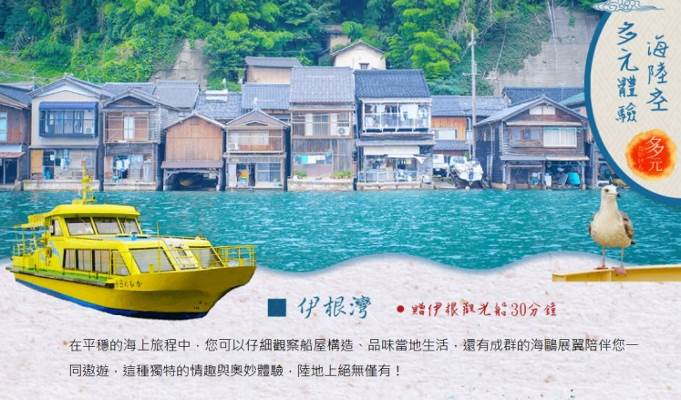 海陸空
多元體驗
多元
伊根灣
• 贈伊根觀光船30分鐘
在平穩的海上旅程中，您可以仔細觀察船屋構造、品味當地生活，還有成群的海鷗展翼陪伴您一
同遨遊，這種獨特的情趣與奧妙體驗，陸地上絕無僅有！